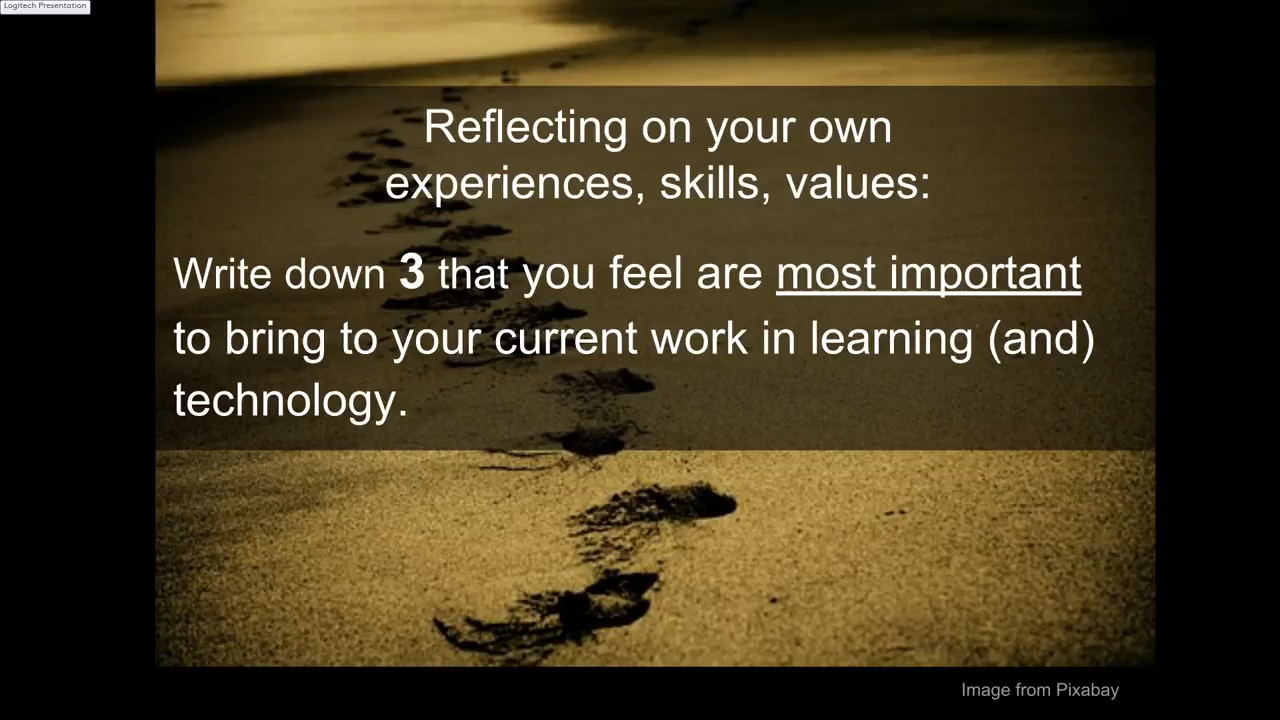 Logitech Presentation
Reflecting on your own
experiences, skills, values:
Write down 3 that you feel are most important
to bring to your current work in learning (and)
technology.
Image from Pixabay